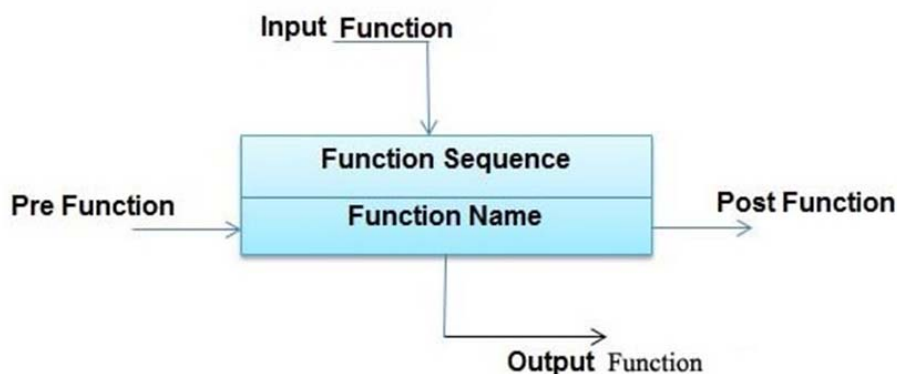 Input Function
Function Sequence
Pre Function
Function Name
Post Function
Output Function